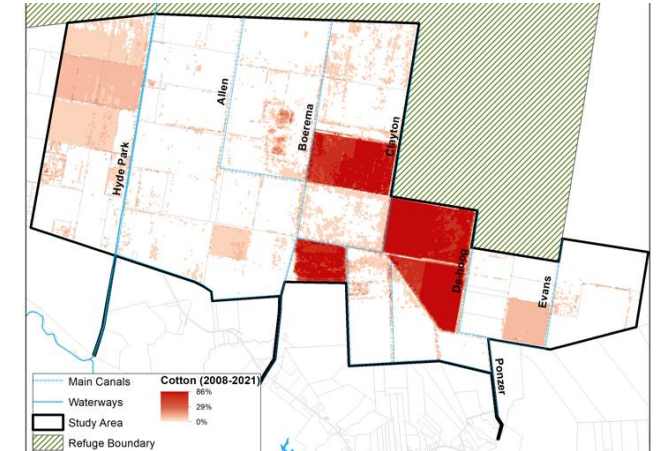 Allen
Boerema
Clayton
Hyde Park
De-hoog
Evans
Ponzer
Main Canals
Waterways
Study Area
Refuge Boundary
Cotton (2008-2021)
86%
29%
0%